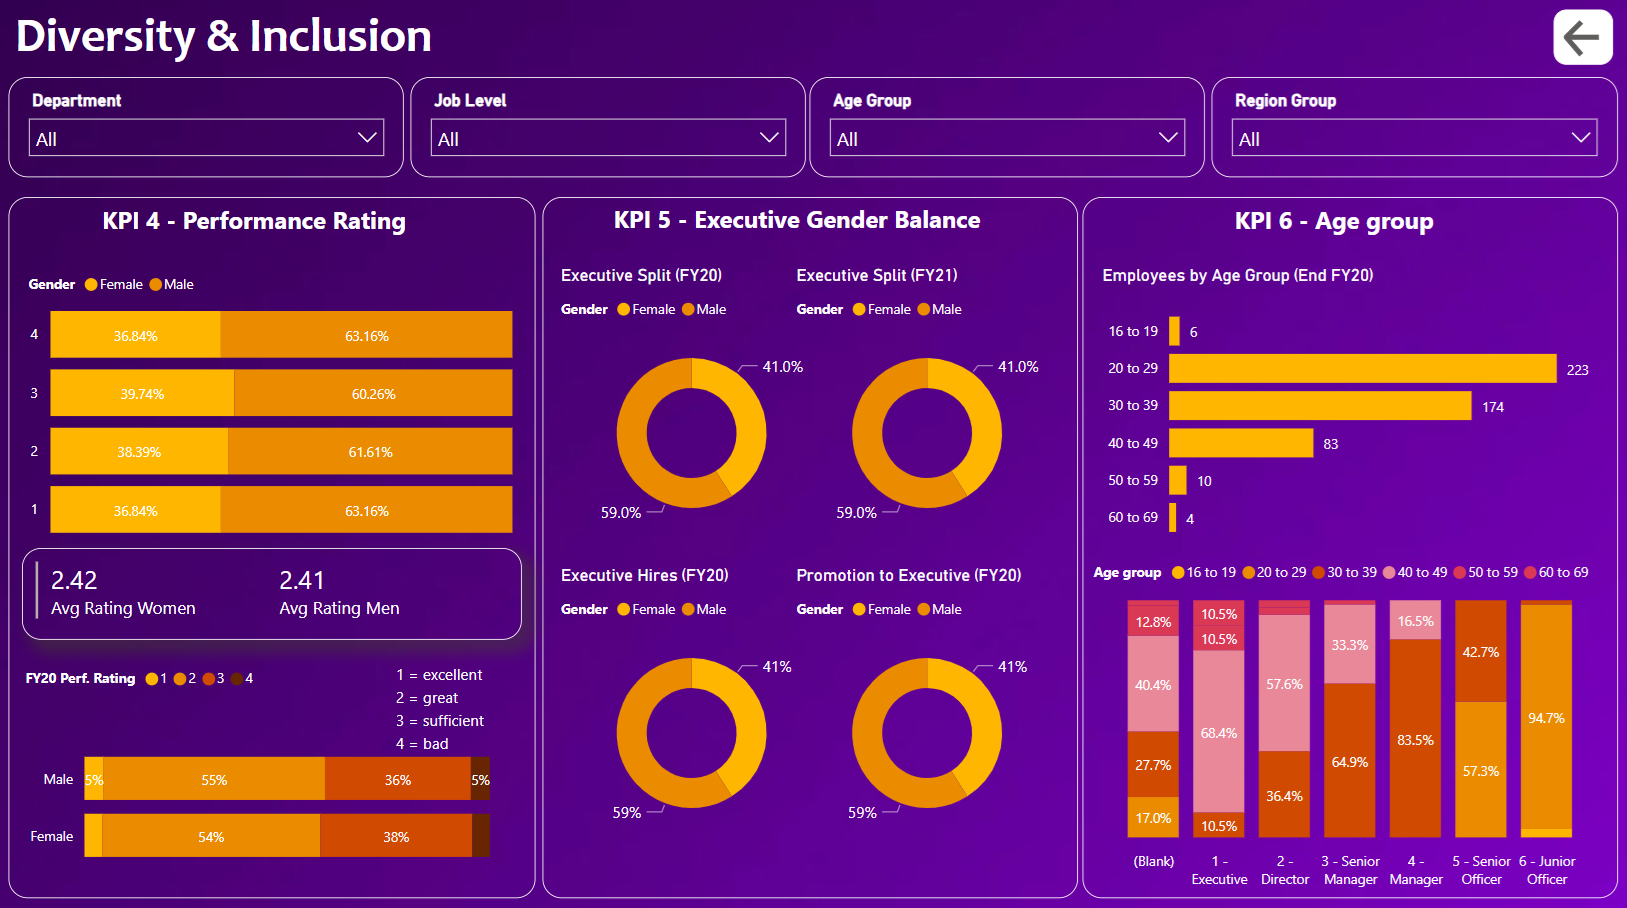 Diversity & Inclusion
Department
All
Job Level
All
Age Group
All
Region Group
All
KPI 4 - Performance Rating
Gender Female Male
4 36.84% 63.16%
3 39.74% 60.26%
2 38.39% 61.61%
1 36.84% 63.16%
2.42
Avg Rating Women
2.41
Avg Rating Men
FY20 Perf. Rating 1 2 3 4
1 = excellent
2 = great
3 = sufficient
4 = bad
Male 5% 55% 36% 5%
Female 54% 38%
KPI 5 - Executive Gender Balance
Executive Split (FY20)
Gender Female Male
41.0%
59.0%
Executive Split (FY21)
Gender Female Male
41.0%
59.0%
Executive Hires (FY20)
Gender Female Male
41%
59%
Promotion to Executive (FY20)
Gender Female Male
41%
59%
KPI 6 - Age group
Employees by Age Group (End FY20)
16 to 19 6
20 to 29 223
30 to 39 174
40 to 49 83
50 to 59 10
60 to 69 4
Age group 16 to 19 20 to 29 30 to 39 40 to 49 50 to 59 60 to 69
12.8%
40.4%
27.7%
17.0%
(Blank)
10.5%
10.5%
68.4%
10.5%
1 -
Executive
57.6%
36.4%
2 -
Director
33.3%
64.9%
3 - Senior
Manager
16.5%
83.5%
4 -
Manager
42.7%
57.3%
5 - Senior
Officer
94.7%
6 - Junior
Officer